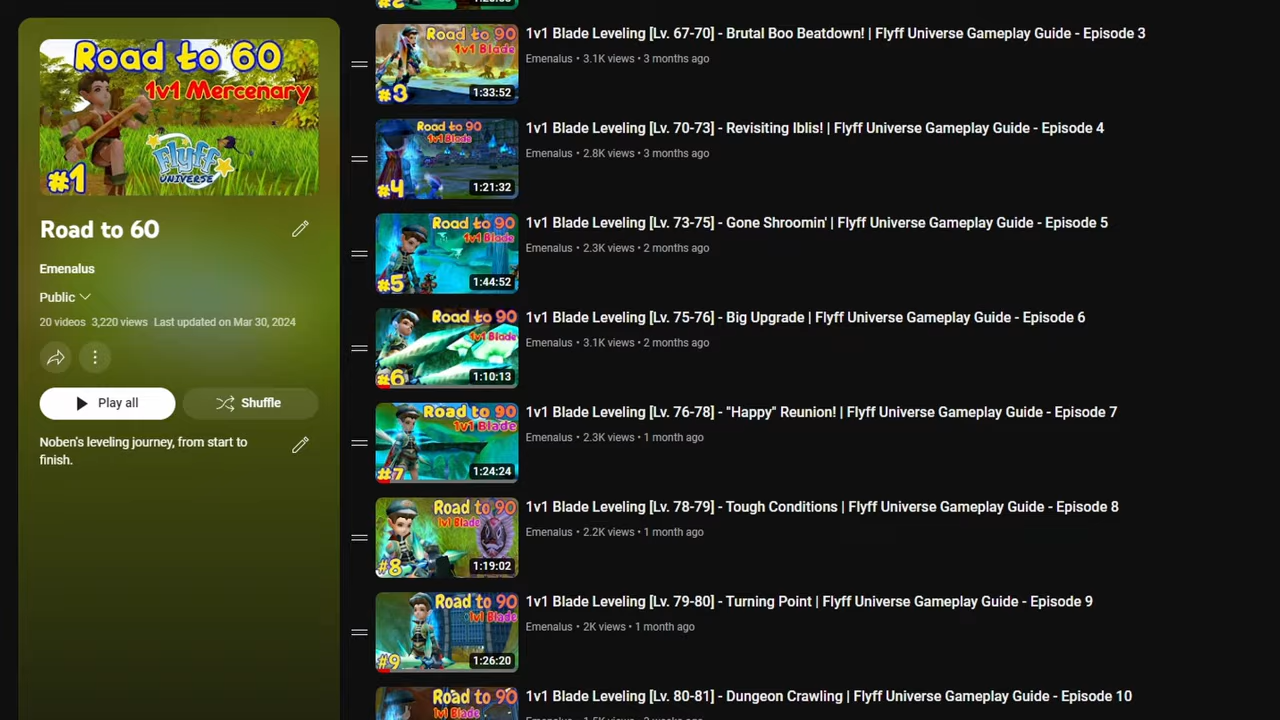 Road to 60
1v1 Mercenary
Flyff
UNIVERSE
#1
Road to 60
Emenalus
Public
20 videos 3,220 views Last updated on Mar 30, 2024
Play all
Shuffle
Noben's leveling journey, from start to
finish.
#2
Road to 90
1v1 Blade
#3
1:33:52
1v1 Blade Leveling [Lv. 67-70] - Brutal Boo Beatdown! | Flyff Universe Gameplay Guide - Episode 3
Emenalus • 3.1K views • 3 months ago
Road to 90
1v1 Blade
#4
1:21:32
1v1 Blade Leveling [Lv. 70-73] - Revisiting Iblis! | Flyff Universe Gameplay Guide - Episode 4
Emenalus • 2.8K views • 3 months ago
Road to 90
1v1 Blade
#5
1:44:52
1v1 Blade Leveling [Lv. 73-75] - Gone Shroomin' | Flyff Universe Gameplay Guide - Episode 5
Emenalus • 2.3K views • 2 months ago
Road to 90
1v1 Blade
#6
1:10:13
1v1 Blade Leveling [Lv. 75-76] - Big Upgrade | Flyff Universe Gameplay Guide - Episode 6
Emenalus • 3.1K views • 2 months ago
Road to 90
1v1 Blade
#7
1:24:24
1v1 Blade Leveling [Lv. 76-78] - "Happy" Reunion! | Flyff Universe Gameplay Guide - Episode 7
Emenalus • 2.3K views • 1 month ago
Road to 90
1v1 Blade
#8
1:19:02
1v1 Blade Leveling [Lv. 78-79] - Tough Conditions | Flyff Universe Gameplay Guide - Episode 8
Emenalus • 2.2K views • 1 month ago
Road to 90
1v1 Blade
#9
1:26:20
1v1 Blade Leveling [Lv. 79-80] - Turning Point | Flyff Universe Gameplay Guide - Episode 9
Emenalus • 2K views • 1 month ago
Road to 90
1v1 Blade
1v1 Blade Leveling [Lv. 80-81] - Dungeon Crawling | Flyff Universe Gameplay Guide - Episode 10